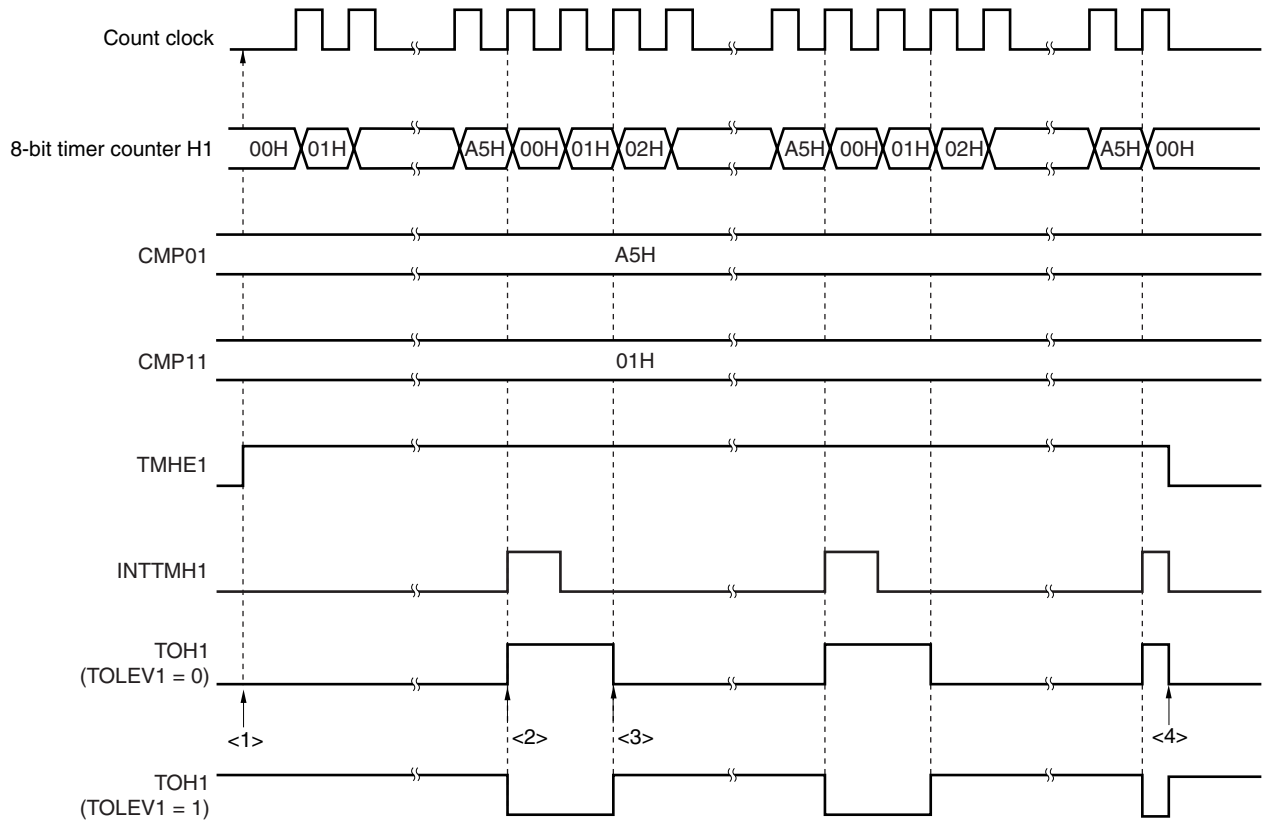 Count clock
8-bit timer counter H1
00H 01H A5H 00H 01H 02H A5H 00H 01H 02H A5H 00H
CMP01
A5H
CMP11
01H
TMHE1
INTTMH1
TOH1
(TOLEV1 = 0)
<1> <2> <3> <4>
TOH1
(TOLEV1 = 1)